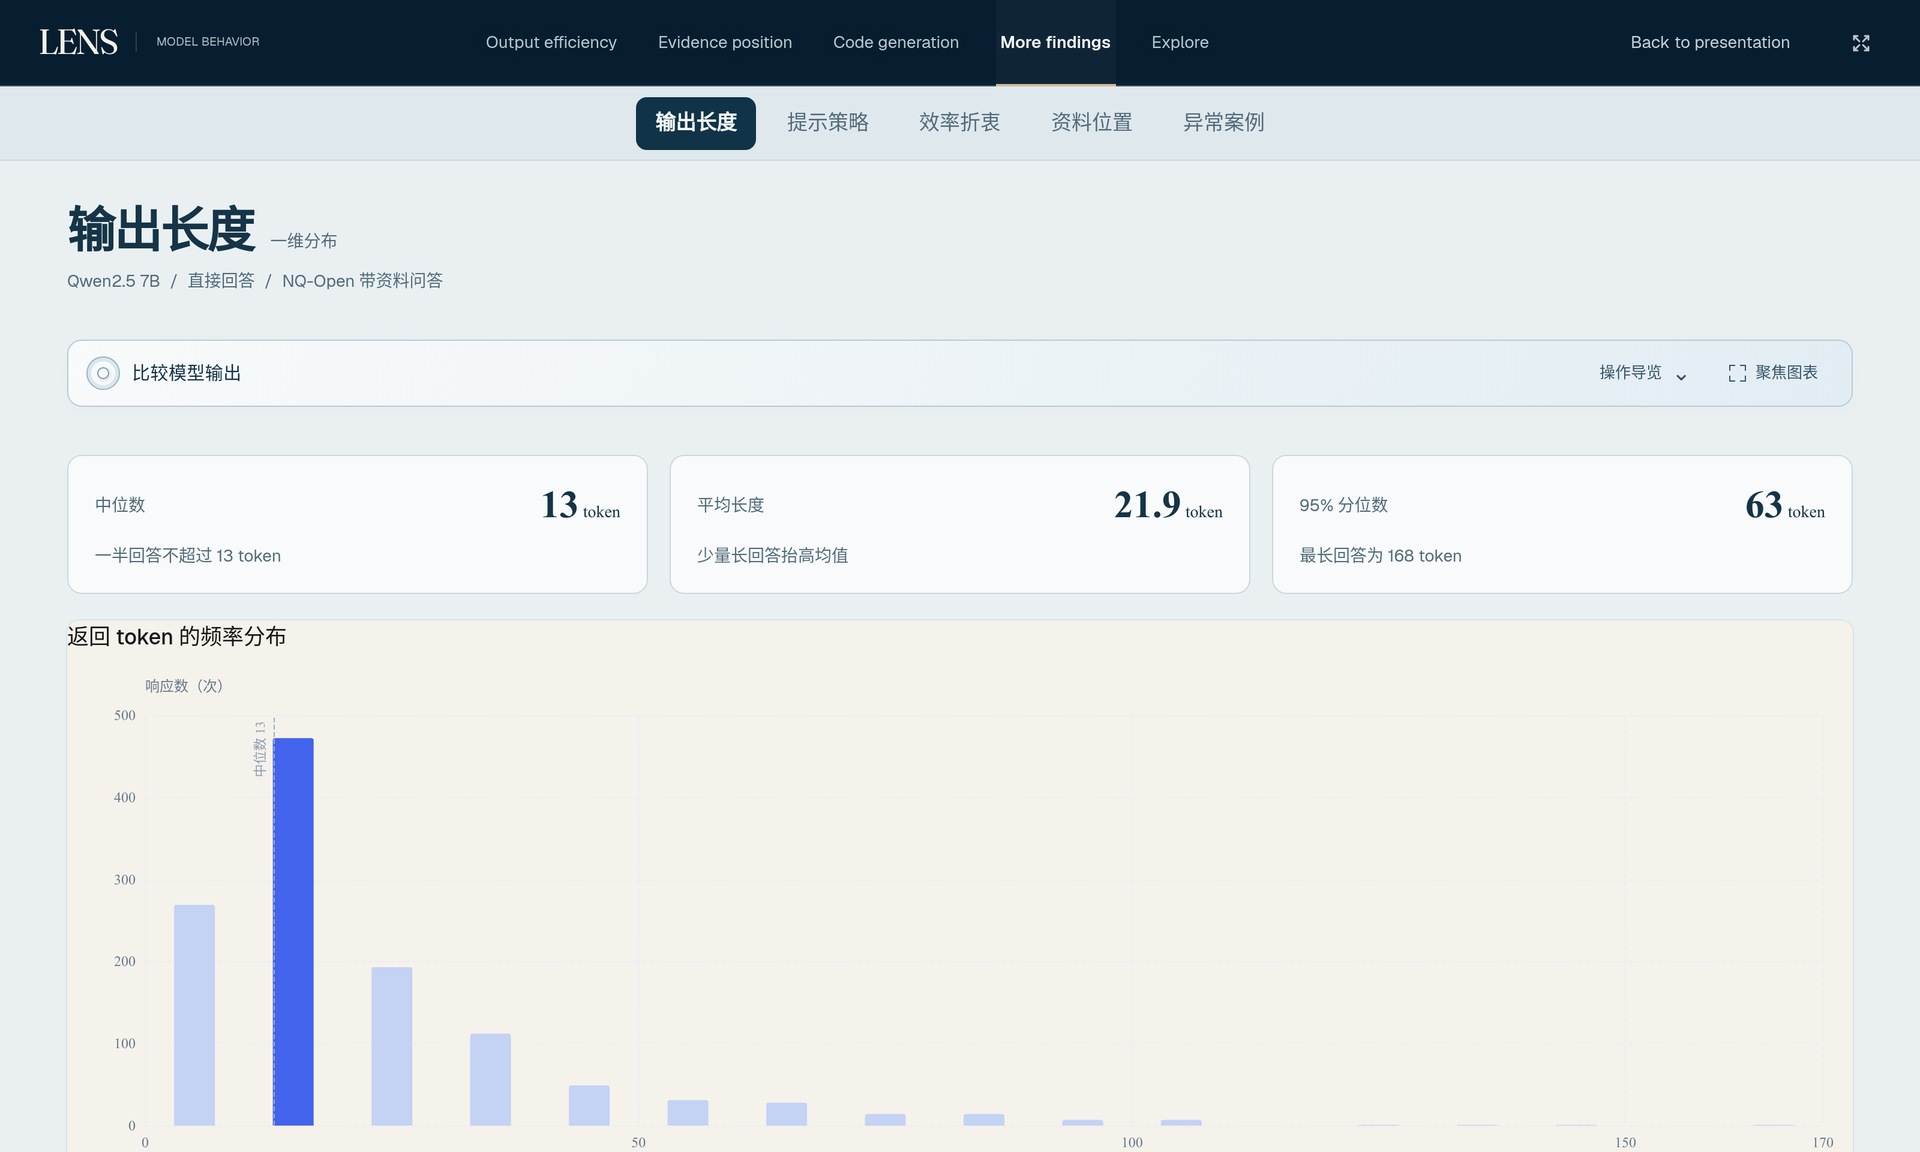 LENS
MODEL BEHAVIOR
Output efficiency
Evidence position
Code generation
More findings
Explore
Back to presentation
输出长度
提示策略
效率折衷
资料位置
异常案例
输出长度 一维分布
Qwen2.5 7B / 直接回答 / NQ-Open 带资料问答
比较模型输出
操作导览
聚焦图表
中位数
13 token
一半回答不超过 13 token
平均长度
21.9 token
少量长回答抬高均值
95% 分位数
63 token
最长回答为 168 token
返回 token 的频率分布
响应数（次）
500
中位数 13
400
300
200
100
0
0
50
100
150
170